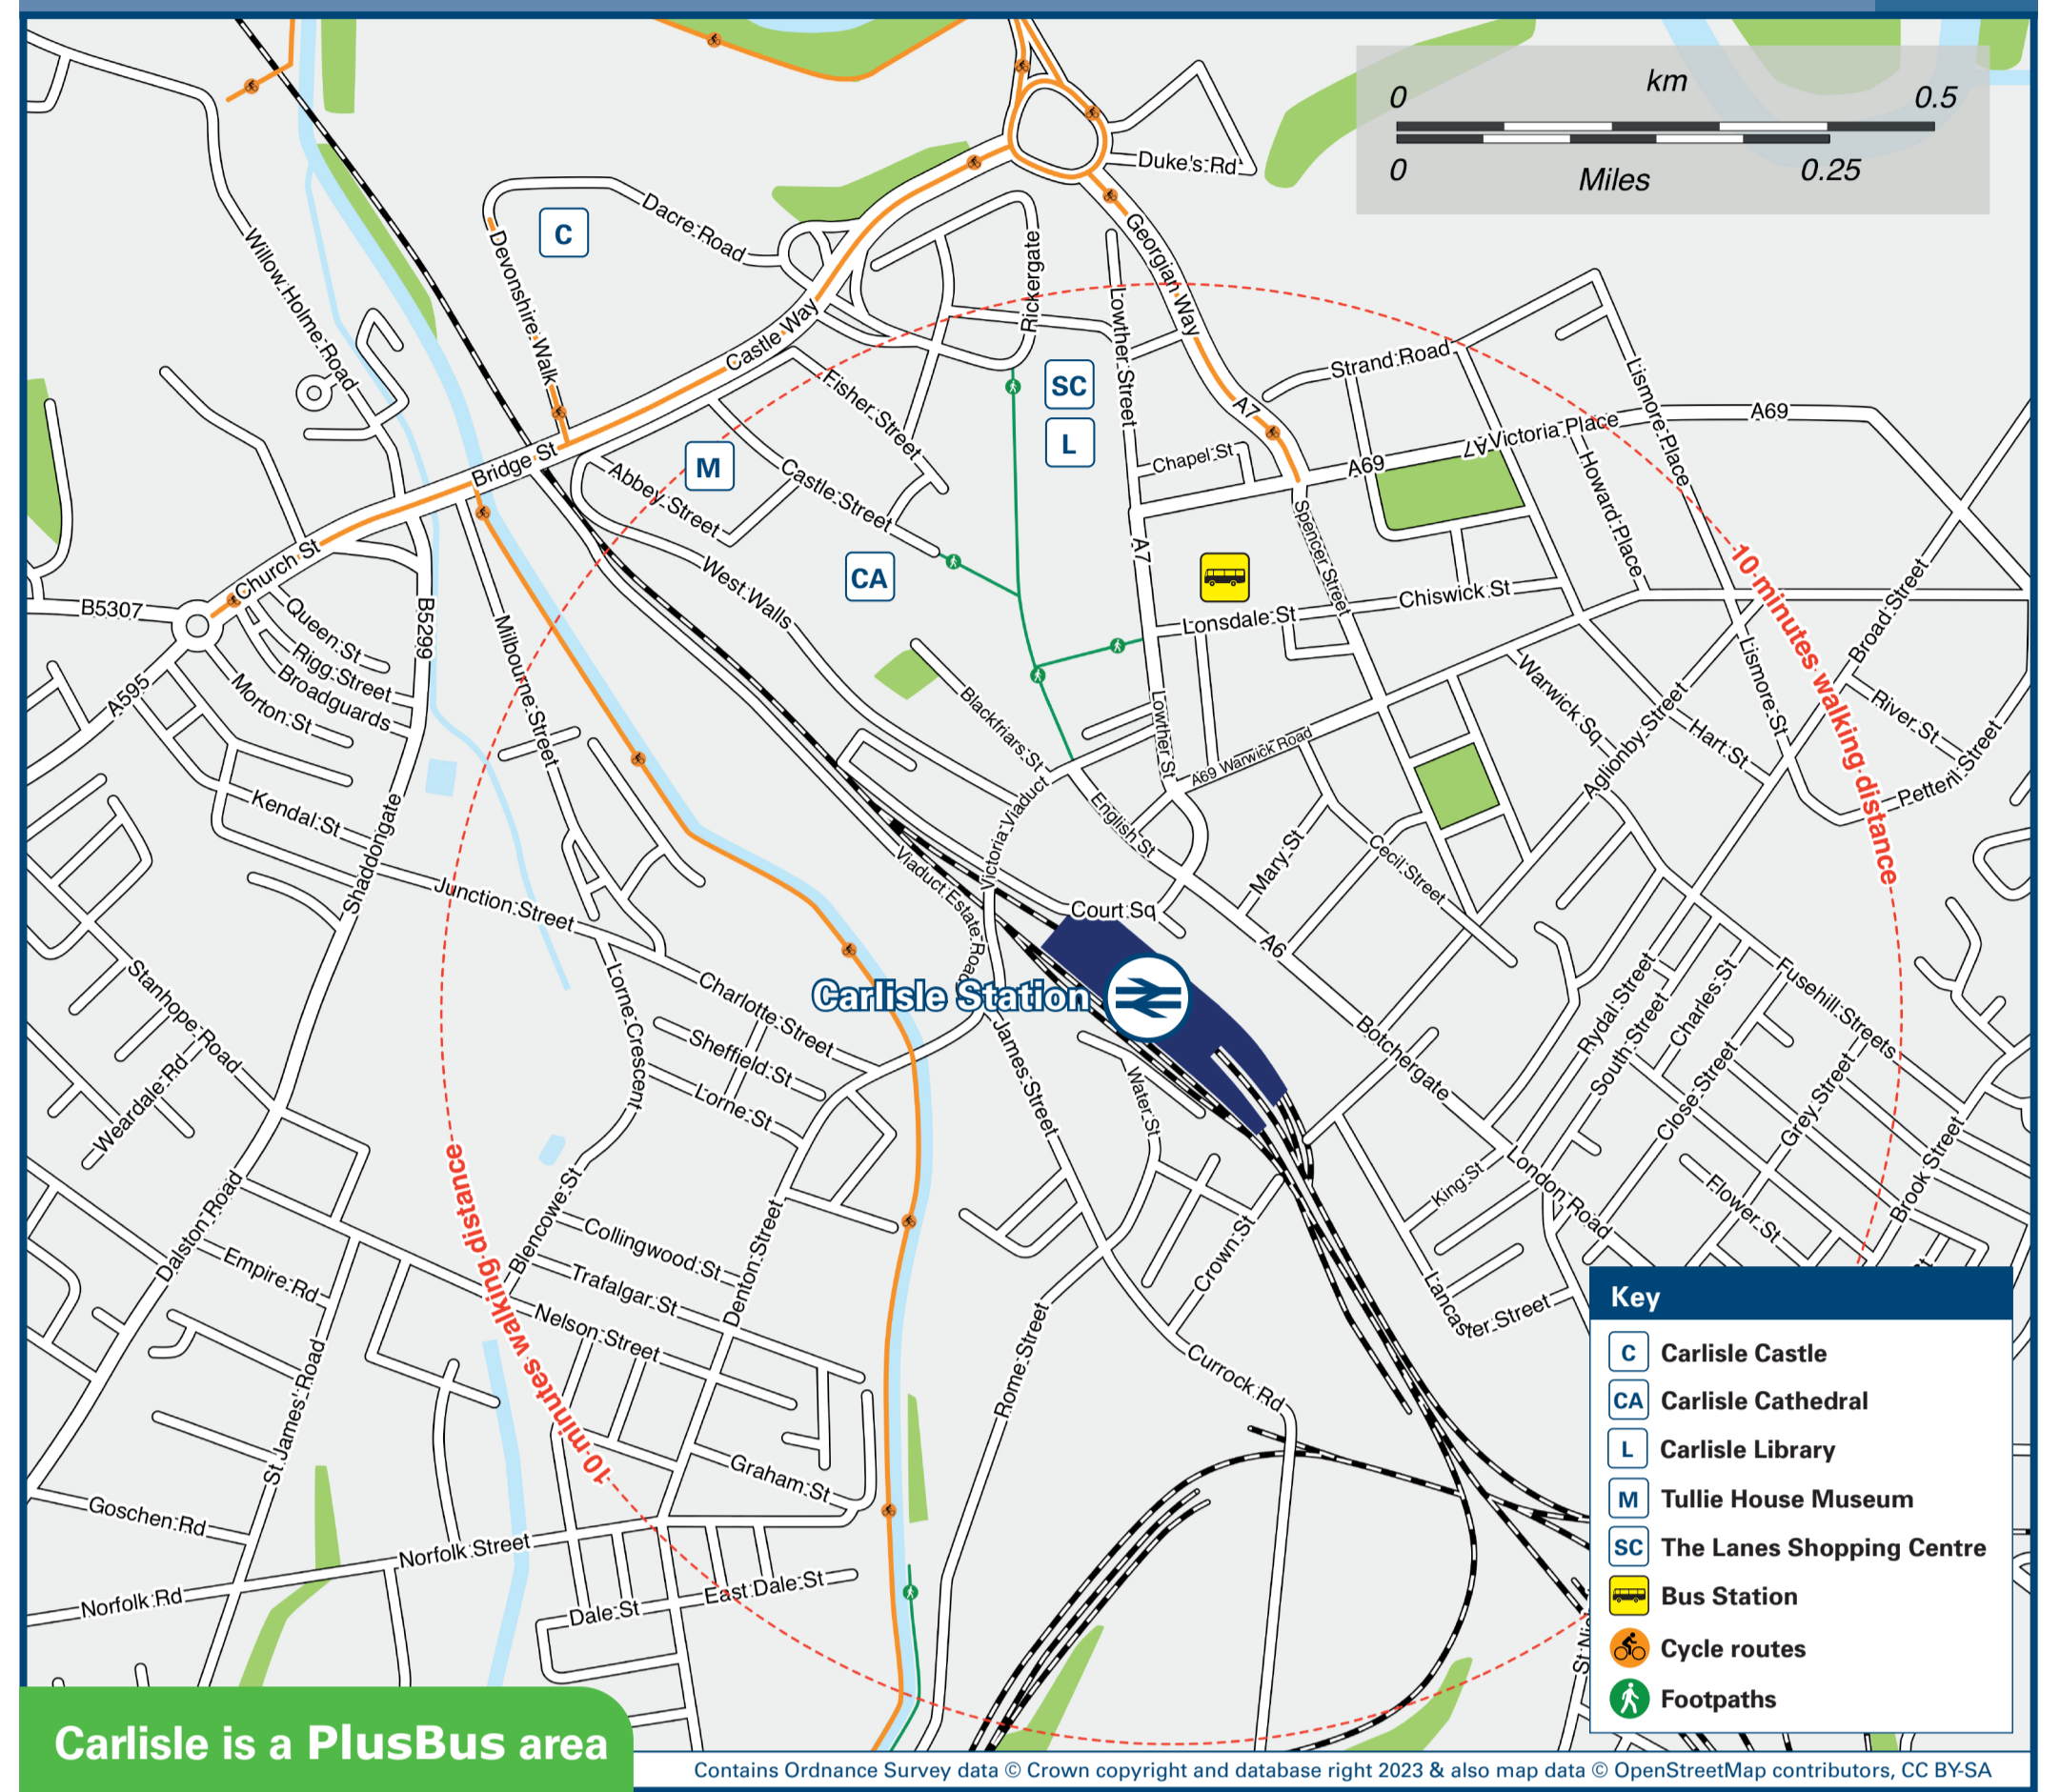 km
0
0.5
0
Miles
0.25
Duke's Rd
Dacre Road
C
Devonshire Walk
Willow Holme Road
Georgian Way
Rickergate
Lowther Street
Castle Way
Strand Road
Lismore Place
Fisher Street
SC
A7
A69
Victoria Place
A7
A69
L
Bridge St
M
Chapel St
Abbey Street
Castle Street
Howard Place
Spencer Street
A7
Church St
CA
West Walls
10 minutes walking distance
Broad Street
B5307
Queen St
B5299
Chiswick St
Lonsdale St
Rigg Street
Broadguards
Milbourne Street
Morton St
A595
Blackfriars St
Lowther St
Warwick Sq
Lismore St
River St
Aglionby Street
Hart St
A69 Warwick Road
Petteril Street
Kendal St
Shaddongate
Victoria Viaduct
English St
Mary St
Cecil Street
Viaduct Estate Road
Junction Street
Court Sq
A6
Stanhope Road
Lorne Crescent
Charlotte Street
Carlisle Station
Rydal Street
South Street
Charles St
Fusehill Streets
Botchergate
Sheffield St
James Street
Water St
Close Street
Grey Street
Weardale Rd
Lorne St
10 minutes walking distance
King St
London Road
Flower St
Brook Street
Dalston Road
Blencowe St
Collingwood St
Denton Street
Crown St
Empire Rd
Trafalgar St
Lancaster Street
Nelson Street
Rome Street
Currock Rd
St James' Road
Graham St
Goschen Rd
Norfolk Street
Norfolk Rd
East Dale St
Dale St
Key
C Carlisle Castle
CA Carlisle Cathedral
L Carlisle Library
M Tullie House Museum
SC The Lanes Shopping Centre
Bus Station
Cycle routes
Footpaths
Carlisle is a PlusBus area
Contains Ordnance Survey data © Crown copyright and database right 2023 & also map data © OpenStreetMap contributors, CC BY-SA